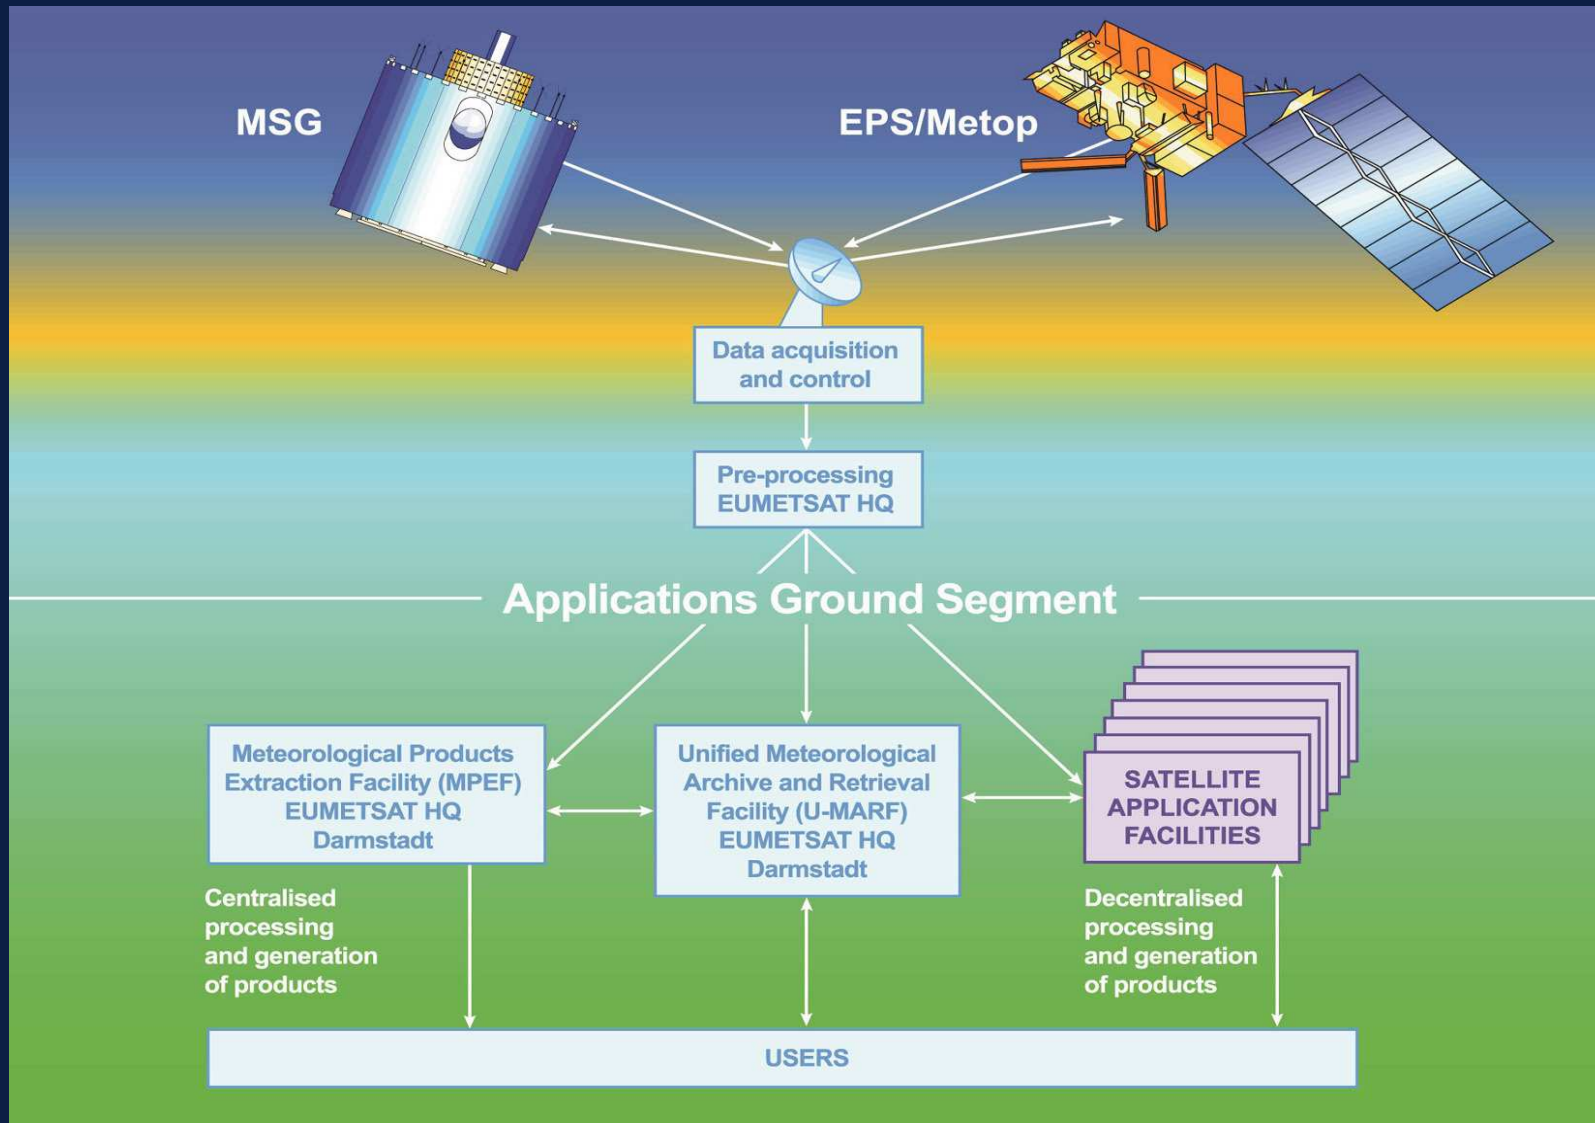 MSG
EPS/Metop
Data acquisition
and control
Pre-processing
EUMETSAT HQ
Applications Ground Segment
Meteorological Products
Extraction Facility (MPEF)
EUMETSAT HQ
Darmstadt
Unified Meteorological
Archive and Retrieval
Facility (U-MARF)
EUMETSAT HQ
Darmstadt
SATELLITE
APPLICATION
FACILITIES
Centralised
processing
and generation
of products
Decentralised
processing
and generation
of products
USERS